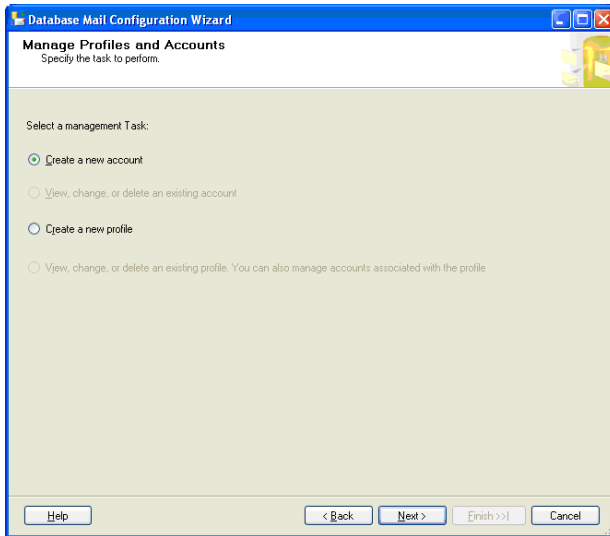 Database Mail Configuration Wizard
Manage Profiles and Accounts
Specify the task to perform.
Select a management Task:
Create a new account
View, change, or delete an existing account
Create a new profile
View, change, or delete an existing profile. You can also manage accounts associated with the profile
Help
< Back
Next >
Finish >>|
Cancel